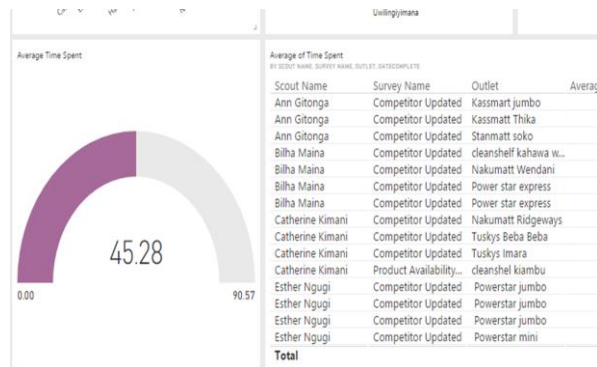 Uwilingiyimana
Average Time Spent
45.28
0.00
90.57
Average of Time Spent
BY SCOUT NAME, SURVEY NAME, OUTLET, DATECOMPLETE
Scout Name Survey Name Outlet Averag
Ann Gitonga Competitor Updated Kassmart jumbo
Ann Gitonga Competitor Updated Kassmatt Thika
Ann Gitonga Competitor Updated Stanmatt soko
Bilha Maina Competitor Updated cleanshelf kahawa w...
Bilha Maina Competitor Updated Nakumatt Wendani
Bilha Maina Competitor Updated Power star express
Bilha Maina Competitor Updated Power star express
Catherine Kimani Competitor Updated Nakumatt Ridgeways
Catherine Kimani Competitor Updated Tuskys Beba Beba
Catherine Kimani Competitor Updated Tuskys Imara
Catherine Kimani Product Availability... cleanshel kiambu
Esther Ngugi Competitor Updated Powerstar jumbo
Esther Ngugi Competitor Updated Powerstar jumbo
Esther Ngugi Competitor Updated Powerstar jumbo
Esther Ngugi Competitor Updated Powerstar mini
Total